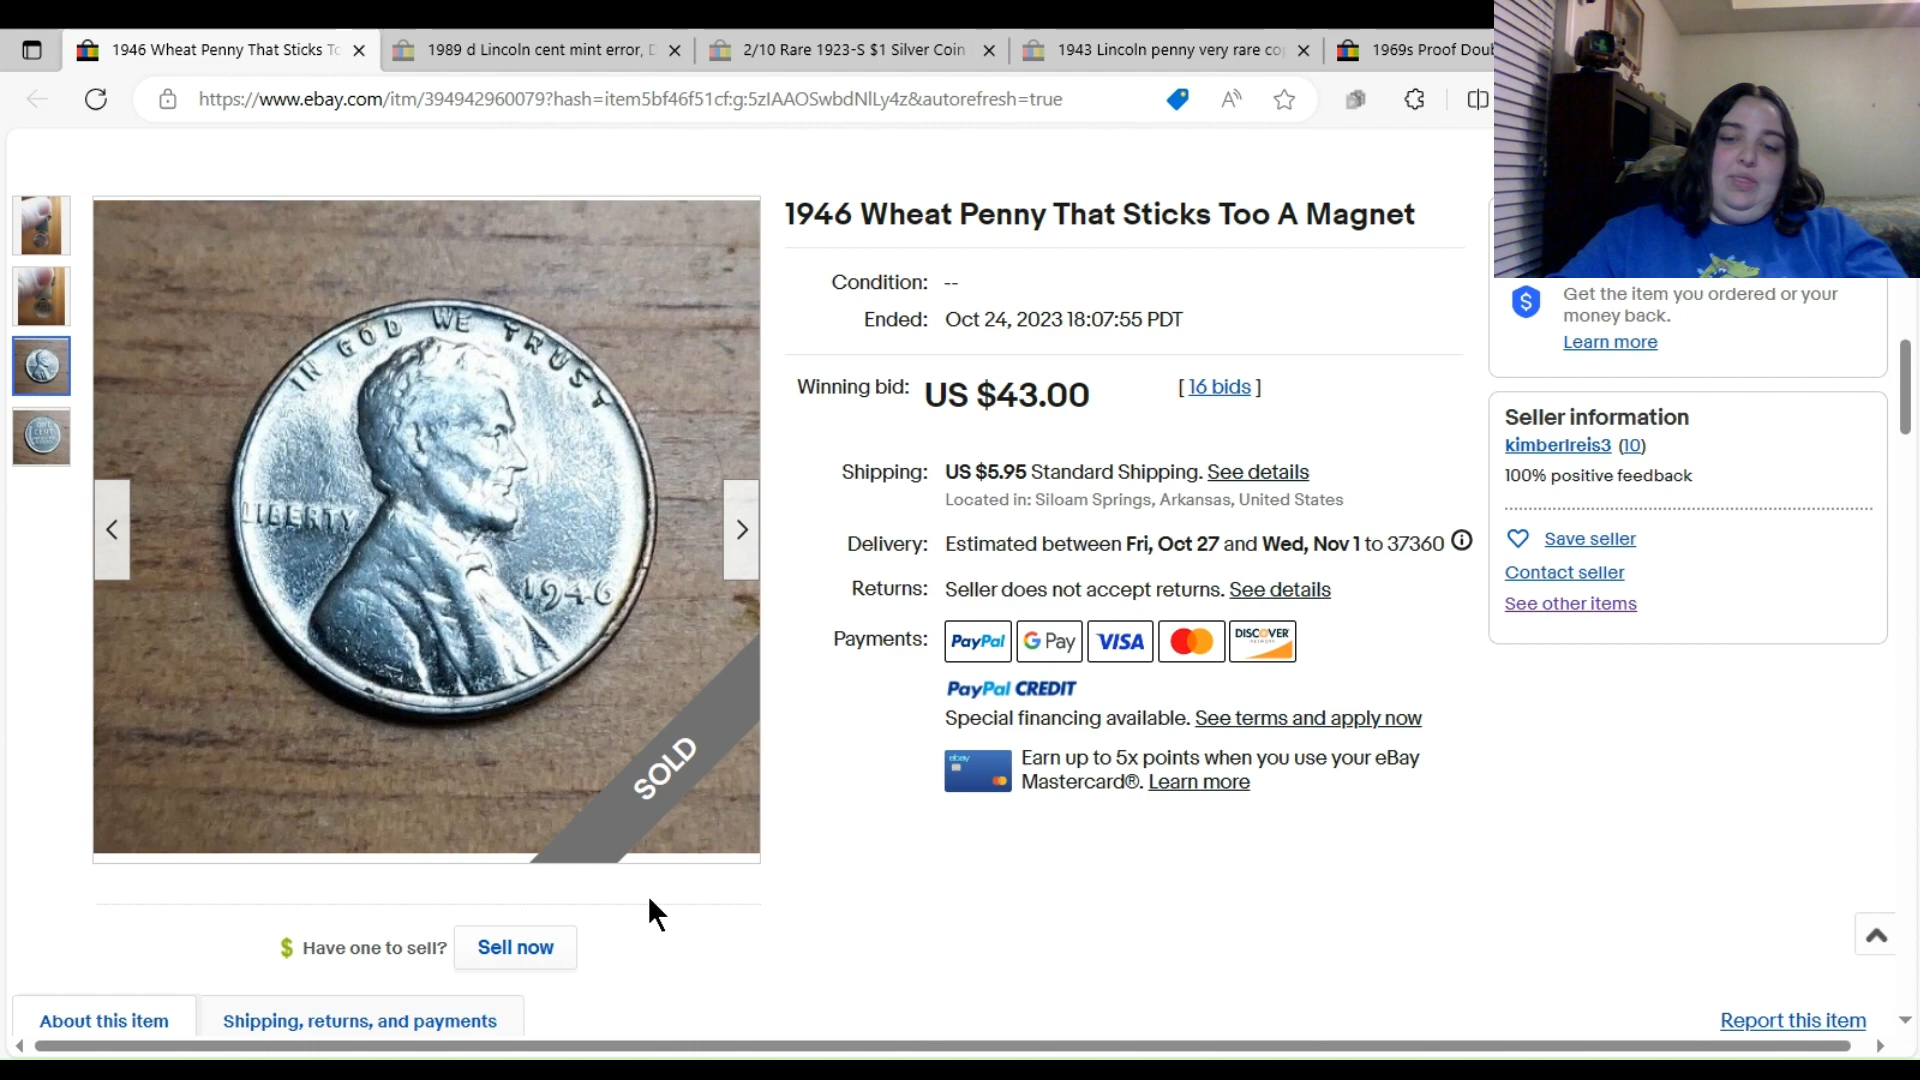 1946 Wheat Penny That Sticks To
1989 d Lincoln cent mint error, D
2/10 Rare 1923-S $1 Silver Coin
1943 Lincoln penny very rare co
1969s Proof Doub
https://www.ebay.com/itm/394942960079?hash=item5bf46f51cf:g:5zIAAOSwbdNlLy4z&autorefresh=true
1946 Wheat Penny That Sticks Too A Magnet
Condition: --
Ended: Oct 24, 2023 18:07:55 PDT
Winning bid: US $43.00 [ 16 bids ]
Shipping: US $5.95 Standard Shipping. See details
Located in: Siloam Springs, Arkansas, United States
Delivery: Estimated between Fri, Oct 27 and Wed, Nov 1 to 37360
Returns: Seller does not accept returns. See details
Payments: PayPal G Pay VISA DISCOVER
PayPal CREDIT
Special financing available. See terms and apply now
ebay
Earn up to 5x points when you use your eBay
Mastercard®. Learn more
Get the item you ordered or your
money back.
Learn more
Seller information
kimberlreis3 (10)
100% positive feedback
Save seller
Contact seller
See other items
IN GOD WE TRUST
LIBERTY
1946
SOLD
Have one to sell? Sell now
About this item
Shipping, returns, and payments
Report this item